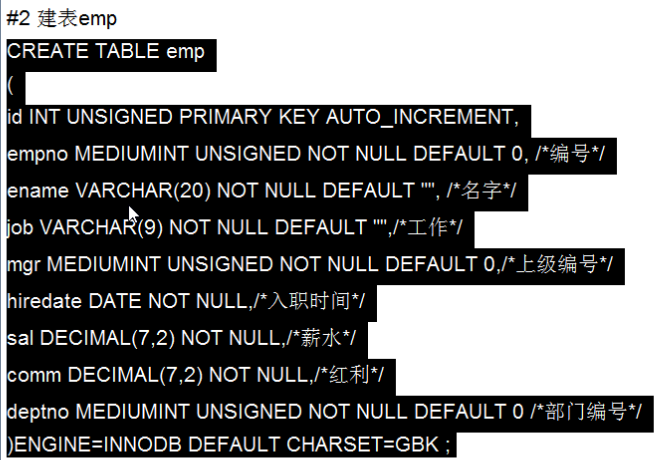 #2 建表emp
CREATE TABLE emp
(
id INT UNSIGNED PRIMARY KEY AUTO_INCREMENT,
empno MEDIUMINT UNSIGNED NOT NULL DEFAULT 0, /*编号*/
ename VARCHAR(20) NOT NULL DEFAULT "", /*名字*/
job VARCHAR(9) NOT NULL DEFAULT "",/*工作*/
mgr MEDIUMINT UNSIGNED NOT NULL DEFAULT 0,/*上级编号*/
hiredate DATE NOT NULL,/*入职时间*/
sal DECIMAL(7,2) NOT NULL,/*薪水*/
comm DECIMAL(7,2) NOT NULL,/*红利*/
deptno MEDIUMINT UNSIGNED NOT NULL DEFAULT 0 /*部门编号*/
)ENGINE=INNODB DEFAULT CHARSET=GBK ;